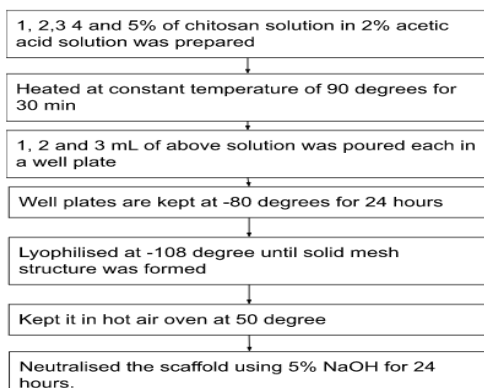 1, 2,3 4 and 5% of chitosan solution in 2% acetic
acid solution was prepared
Heated at constant temperature of 90 degrees for
30 min
1, 2 and 3 mL of above solution was poured each in
a well plate
Well plates are kept at -80 degrees for 24 hours
Lyophilised at -108 degree until solid mesh
structure was formed
Kept it in hot air oven at 50 degree
Neutralised the scaffold using 5% NaOH for 24
hours.